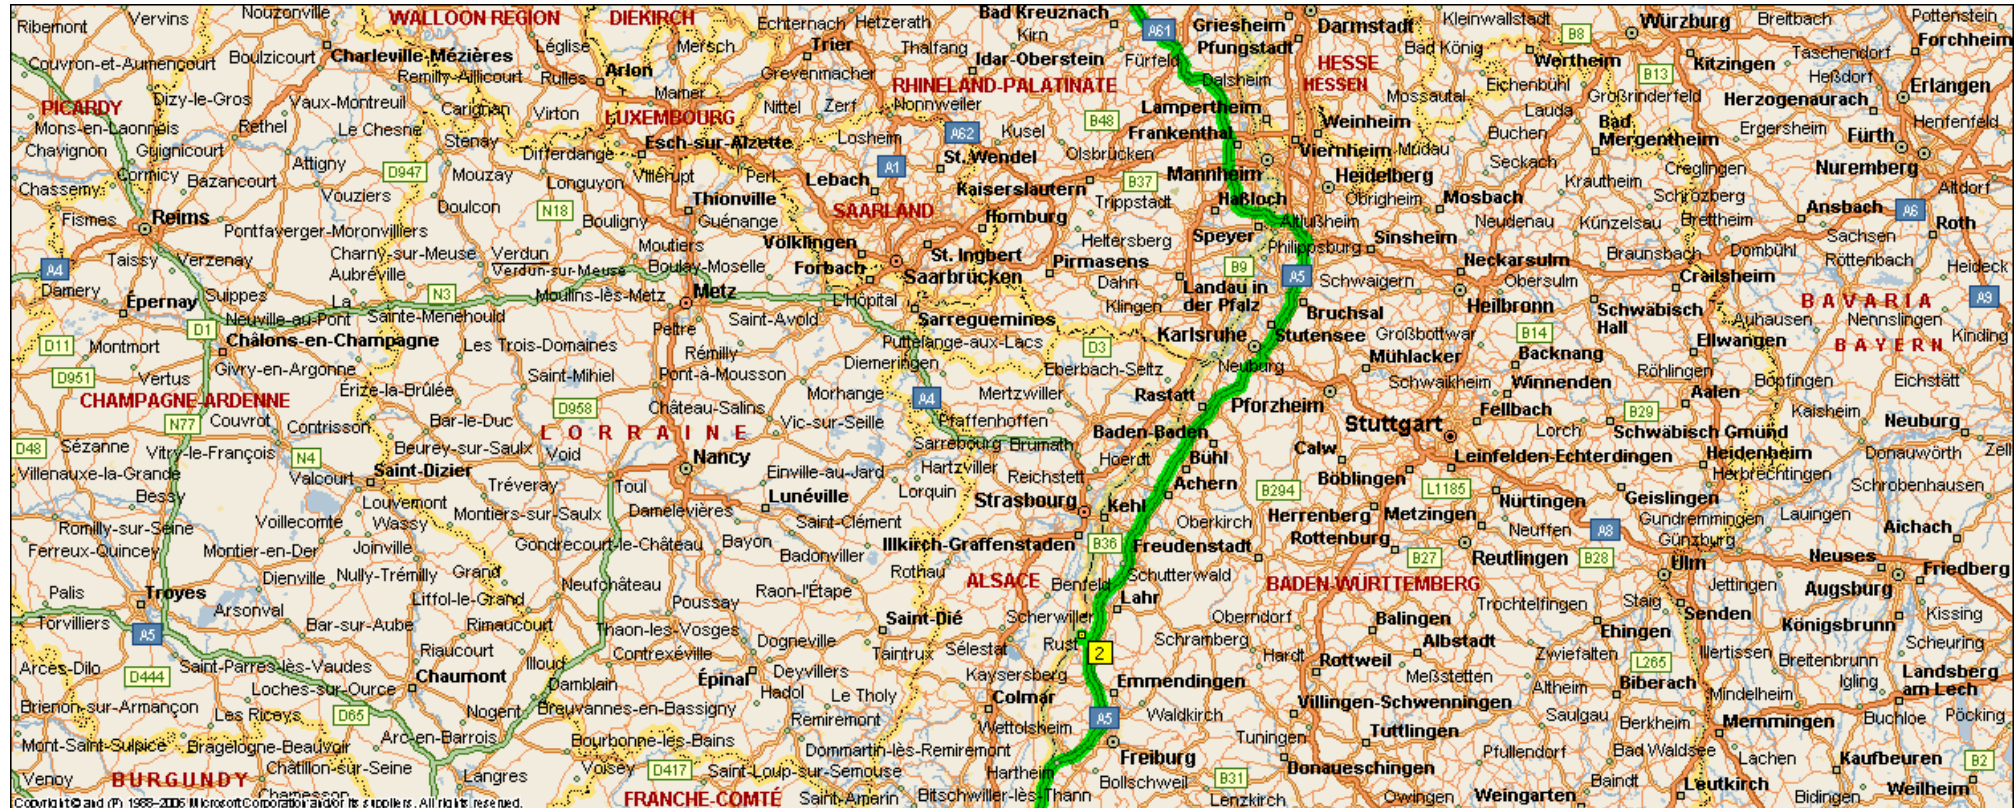 Ribemont
Vervins
Nouzonville
WALLOON REGION
DIEKIRCH
Echternach
Hetzerath
Bad Kreuznach
A61
Griesheim
Darmstadt
Kleinwallstadt
B8
Würzburg
Breitbach
Pottenstein
Couvron-et-Aumencourt
Boulzicourt
Charleville-Mézières
Léglise
Mersch
Trier
Thalfang
Kirn
Pfungstadt
Bad König
Wertheim
Kitzingen
Taschendorf
Forchheim
Remilly-Aillicourt
Rulles
Arlon
Grevenmacher
Idar-Oberstein
Fürfeld
Dalsheim
HESSE
HESSEN
B13
Heßdorf
Erlangen
PICARDY
Dizy-le-Gros
Vaux-Montreuil
Carignan
Virton
Mamer
Nittel
Zerf
RHINELAND-PALATINATE
Nonnweiler
Lampertheim
Mossautal
Eichenbühl
Großrinderfeld
Herzogenaurach
Mons-en-Laonnois
Rethel
Le Chesne
Stenay
LUXEMBOURG
Losheim
A62
Kusel
B48
Frankenthal
Weinheim
Lauda
Buchen
Bad
Mergentheim
Ergersheim
Fürth
Henfenfeld
Chavignon
Guignicourt
Attigny
Differdange
Esch-sur-Alzette
A1
St. Wendel
Olsbrücken
Viernheim
Mudau
Seckach
Creglingen
Nuremberg
Chassemy
Cormicy
Bazancourt
D947
Mouzay
Longuyon
Villerupt
Perl
Lebach
Kaiserslautern
B37
Mannheim
Heidelberg
Krautheim
Schrozberg
Altdorf
Fismes
Reims
Vouziers
Doulcon
N18
Thionville
SAARLAND
Homburg
Trippstadt
Haßloch
Obrigheim
Mosbach
Ansbach
A6
Roth
Pontfaverger-Moronvilliers
Bouligny
Guénange
Altlußheim
Neudenau
Künzelsau
Brettheim
Taissy
Verzenay
Charny-sur-Meuse
Verdun
Moutiers
Völklingen
St. Ingbert
Heltersberg
Speyer
Philippsburg
Sinsheim
Braunsbach
Dombühl
Sachsen
A4
Aubréville
Verdun-sur-Meuse
Boulay-Moselle
Forbach
Saarbrücken
Pirmasens
B9
A5
Schwaigern
Neckarsulm
Obersulm
Crailsheim
Röttenbach
Heideck
Damery
Épernay
Suippes
La
N3
Moulins-lès-Metz
Metz
L'Hôpital
Dahn
Landau in
der Pfalz
Klingen
Heilbronn
Schwäbisch
Hall
BAVARIA
BAYERN
A9
Neuville-au-Pont
Sainte-Menehould
Saint-Avold
Sarreguemines
Bruchsal
Auhausen
Nennslingen
D1
Châlons-en-Champagne
Peltre
Puttelange-aux-Lacs
Karlsruhe
Stutensee
Großbottwar
B14
Kinding
D11
Montmort
Les Trois-Domaines
Rémilly
Diemeringen
D3
Mühlacker
Backnang
Ellwangen
D951
Vertus
Givry-en-Argonne
Saint-Mihiel
Pont-à-Mousson
Eberbach-Seltz
Neuburg
Schwaikheim
Winnenden
Röhlingen
Bopfingen
Eichstätt
CHAMPAGNE-ARDENNE
Érize-la-Brûlée
D958
Château-Salins
Morhange
A4
Mertzwiller
Rastatt
Pforzheim
Fellbach
B29
Aalen
Kaisheim
Neuburg
N77
Couvrot
Contrisson
Bar-le-Duc
LORRAINE
Vic-sur-Seille
Pfaffenhoffen
Baden-Baden
Stuttgart
Lorch
Schwäbisch Gmünd
D48
Sézanne
Vitry-le-François
N4
Beurey-sur-Saulx
Void
Nancy
Sarrebourg
Brumath
Hoerdt
Bühl
Calw
Leinfelden-Echterdingen
Heidenheim
Donauwörth
Zell
Villenauxe-la-Grande
Valcourt
Saint-Dizier
Tréveray
Toul
Einville-au-Jard
Hartzviller
Reichstett
Achern
Böblingen
L1185
Herbrechtingen
Bessy
Louvemont
Lunéville
Lorquin
Strasbourg
Kehl
B294
Nürtingen
Geislingen
Schrobenhausen
Romilly-sur-Seine
Voillecomte
Wassy
Montiers-sur-Saulx
Damelevières
Saint-Clément
Oberkirch
Herrenberg
Metzingen
Neuffen
A8
Gundremmingen
Lauingen
Aichach
Ferreux-Quincey
Montier-en-Der
Joinville
Gondrecourt-le-Château
Bayon
Badonviller
Illkirch-Graffenstaden
B36
Freudenstadt
Rottenburg
B27
Reutlingen
B28
Günzburg
Neuses
Dienville
Nully-Trémilly
Grand
Neufchâteau
Raon-l'Étape
Rothau
ALSACE
Benfeld
Schutterwald
BADEN-WÜRTTEMBERG
Ulm
Jettingen
Augsburg
Friedberg
Palis
Troyes
Arsonval
Liffol-le-Grand
Poussay
Scherwiller
Lahr
Oberndorf
Trochtelfingen
Staig
Senden
Kissing
Torvilliers
A5
Bar-sur-Aube
Rimaucourt
Thaon-les-Vosges
Dogneville
Saint-Dié
Rust
Schramberg
Balingen
Albstadt
Ehingen
Königsbrunn
Scheuring
Arces-Dilo
Saint-Parres-lès-Vaudes
Riaucourt
Illoud
Contrexéville
Taintrux
Sélestat
2
Hardt
Rottweil
Zwiefalten
L265
Illertissen
Breitenbrunn
Landsberg
am Lech
D444
Loches-sur-Ource
Chaumont
Damblain
Épinal
Deyvillers
Kaysersberg
Emmendingen
Meßstetten
Altheim
Biberach
Mindelheim
Igling
Brienon-sur-Armançon
Les Riceys
D65
Nogent
Breuvannes-en-Bassigny
Hadol
Le Tholy
Colmar
A5
Waldkirch
Villingen-Schwenningen
Saulgau
Berkheim
Memmingen
Buchloe
Pöcking
Mont-Saint-Sulpice
Bragelogne-Beauvoir
Arc-en-Barrois
Bourbonne-les-Bains
Remiremont
Wettolsheim
Freiburg
Tuningen
Tuttlingen
Pfullendorf
Bad Waldsee
Lachen
Kaufbeuren
Venoy
BURGUNDY
Châtillon-sur-Seine
Langres
Voisey
D417
Dommartin-lès-Remiremont
Saint-Loup-sur-Semouse
Hartheim
Bollschweil
B31
Donaueschingen
Baindt
Leutkirch
B2
Chamesson
FRANCHE-COMTÉ
Saint-Amarin
Bitschwiller-lès-Thann
Lenzkirch
Owingen
Weingarten
Bidingen
Copyright © and (P) 1988–2006 Microsoft Corporation and/or its suppliers. All rights reserved.